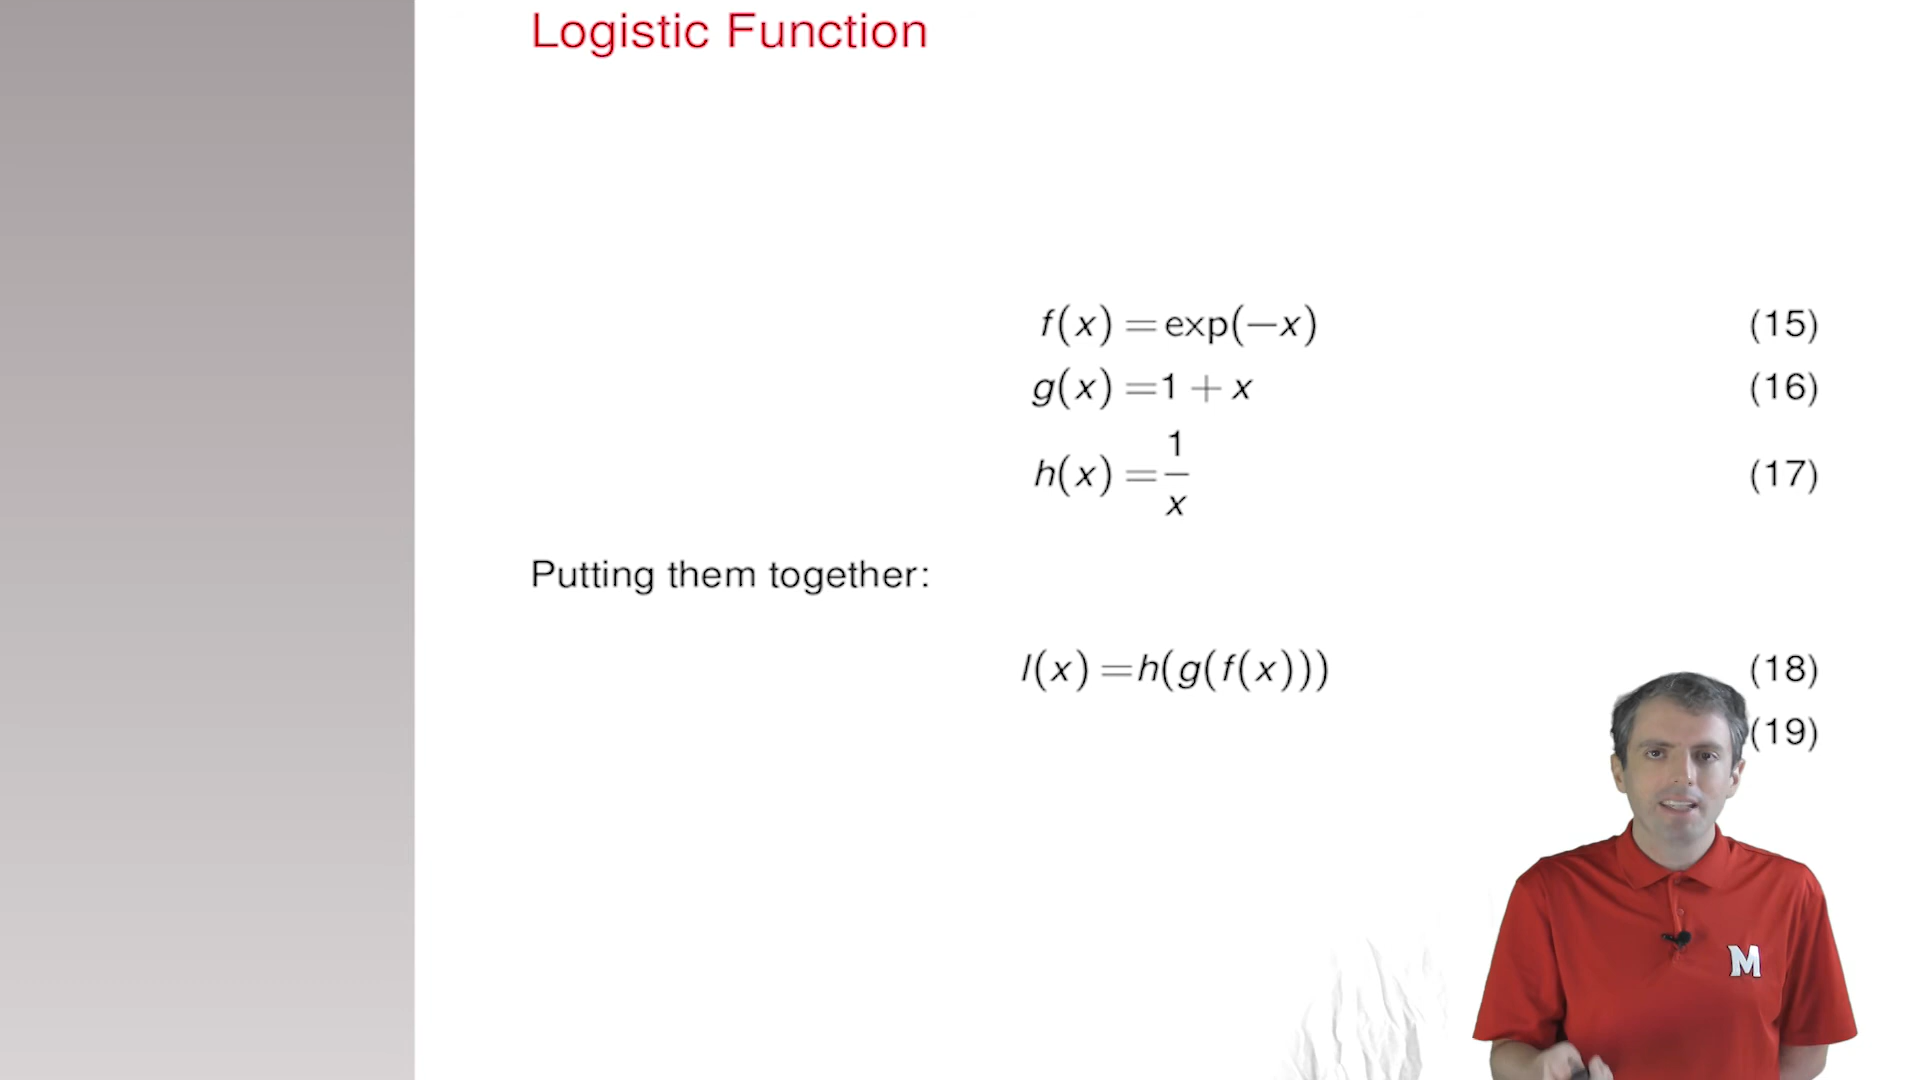 Logistic Function
f(x) =exp(−x) (15)
g(x) =1 + x (16)
h(x) =1/x (17)
Putting them together:
l(x) =h(g(f(x))) (18)
(19)
M